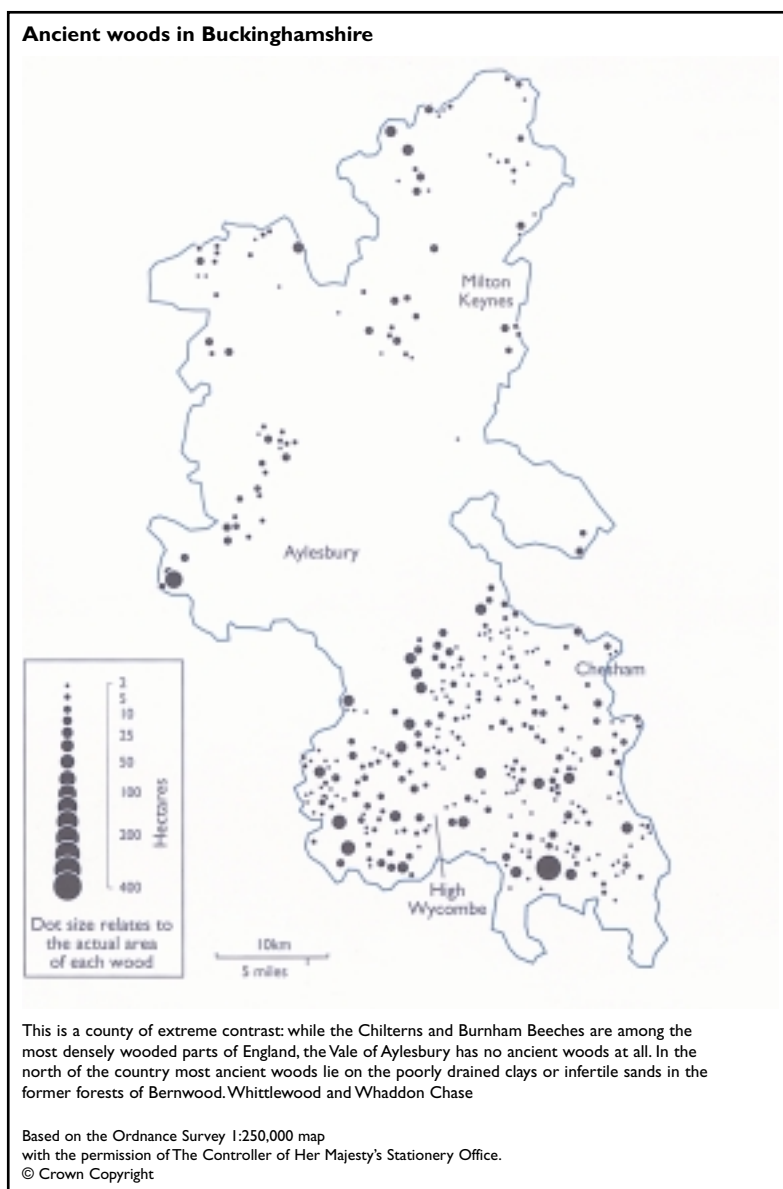 Ancient woods in Buckinghamshire
Milton
Keynes
Aylesbury
Chesham
2
5
10
25
50
100
200
400
Hectares
Dot size relates to
the actual area
of each wood
High
Wycombe
10km
5 miles
This is a county of extreme contrast: while the Chilterns and Burnham Beeches are among the
most densely wooded parts of England, the Vale of Aylesbury has no ancient woods at all. In the
north of the country most ancient woods lie on the poorly drained clays or infertile sands in the
former forests of Bernwood. Whittlewood and Whaddon Chase
Based on the Ordnance Survey 1:250,000 map
with the permission of The Controller of Her Majesty's Stationery Office.
© Crown Copyright